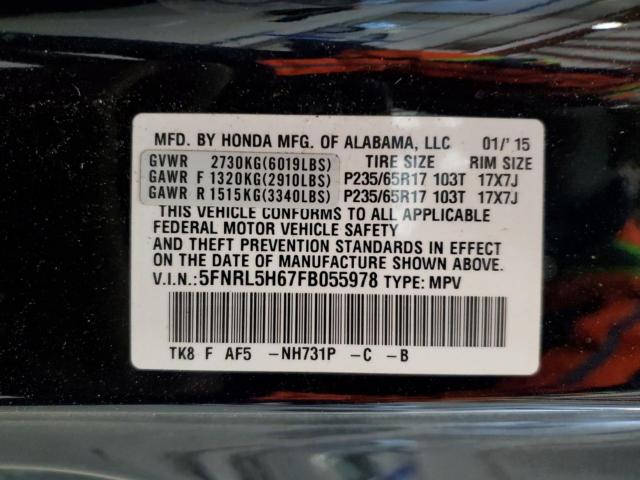 MFD. BY HONDA MFG. OF ALABAMA, LLC 01/'15
GVWR 2730KG(6019LBS) TIRE SIZE RIM SIZE
GAWR F 1320KG(2910LBS) P235/65R17 103T 17X7J
GAWR R 1515KG(3340LBS) P235/65R17 103T 17X7J
THIS VEHICLE CONFORMS TO ALL APPLICABLE
FEDERAL MOTOR VEHICLE SAFETY
AND THEFT PREVENTION STANDARDS IN EFFECT
ON THE DATE OF MANUFACTURE SHOWN ABOVE.
V.I.N.: 5FNRL5H67FB055978 TYPE: MPV
TK8 F AF5 -NH731P -C -B